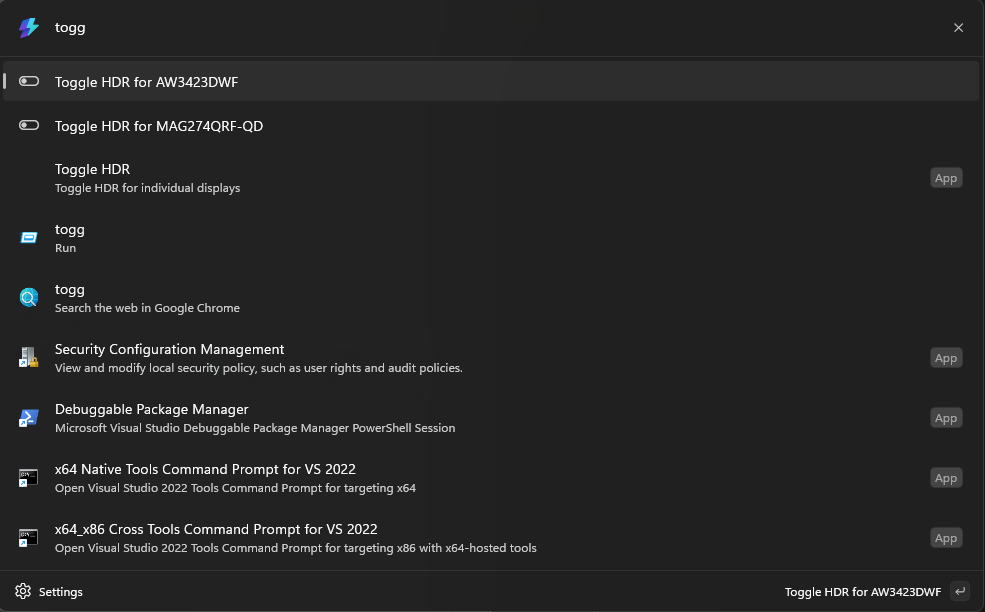 togg
Toggle HDR for AW3423DWF
Toggle HDR for MAG274QRF-QD
Toggle HDR
Toggle HDR for individual displays
App
togg
Run
togg
Search the web in Google Chrome
Security Configuration Management
View and modify local security policy, such as user rights and audit policies.
App
Debuggable Package Manager
Microsoft Visual Studio Debuggable Package Manager PowerShell Session
App
x64 Native Tools Command Prompt for VS 2022
Open Visual Studio 2022 Tools Command Prompt for targeting x64
App
x64_x86 Cross Tools Command Prompt for VS 2022
Open Visual Studio 2022 Tools Command Prompt for targeting x86 with x64-hosted tools
App
Settings
Toggle HDR for AW3423DWF